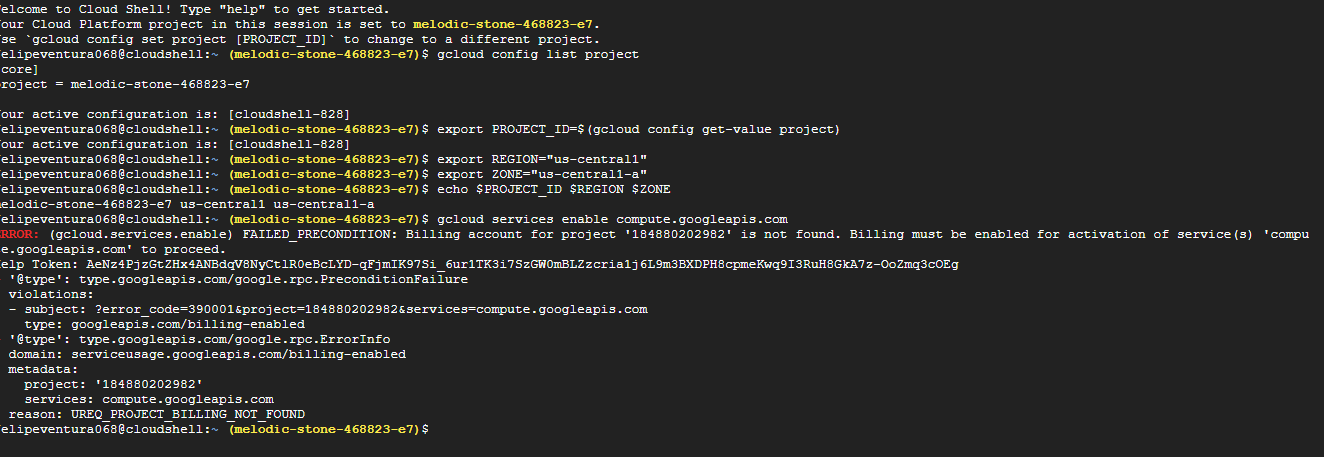 elcome to Cloud Shell! Type "help" to get started.
our Cloud Platform project in this session is set to melodic-stone-468823-e7.
se `gcloud config set project [PROJECT_ID]` to change to a different project.
elipeventura068@cloudshell:~ (melodic-stone-468823-e7)$ gcloud config list project
core]
roject = melodic-stone-468823-e7
our active configuration is: [cloudshell-828]
elipeventura068@cloudshell:~ (melodic-stone-468823-e7)$ export PROJECT_ID=$(gcloud config get-value project)
our active configuration is: [cloudshell-828]
elipeventura068@cloudshell:~ (melodic-stone-468823-e7)$ export REGION="us-central1"
elipeventura068@cloudshell:~ (melodic-stone-468823-e7)$ export ZONE="us-central1-a"
elipeventura068@cloudshell:~ (melodic-stone-468823-e7)$ echo $PROJECT_ID $REGION $ZONE
melodic-stone-468823-e7 us-central1 us-central1-a
elipeventura068@cloudshell:~ (melodic-stone-468823-e7)$ gcloud services enable compute.googleapis.com
ERROR: (gcloud.services.enable) FAILED_PRECONDITION: Billing account for project '184880202982' is not found. Billing must be enabled for activation of service(s) 'compu
e.googleapis.com' to proceed.
elp Token: AeNz4PjzGtZHx4ANBdqV8NyCtlR0eBcLYD-qFjmIK97Si_6ur1TK3i7SzGW0mBLZzcria1j6L9m3BXDPH8cpmeKwq9I3RuH8GkA7z-OoZmq3cOEg
'@type': type.googleapis.com/google.rpc.PreconditionFailure
violations:
- subject: ?error_code=390001&project=184880202982&services=compute.googleapis.com
type: googleapis.com/billing-enabled
'@type': type.googleapis.com/google.rpc.ErrorInfo
domain: serviceusage.googleapis.com/billing-enabled
metadata:
project: '184880202982'
services: compute.googleapis.com
reason: UREQ_PROJECT_BILLING_NOT_FOUND
elipeventura068@cloudshell:~ (melodic-stone-468823-e7)$